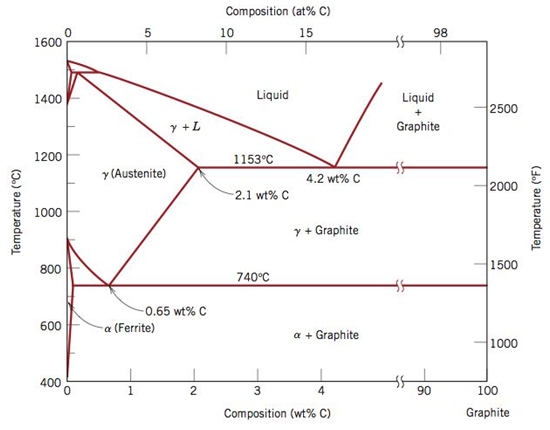 Composition (at% C)
0 5 10 15 98
1600
1400
1200
1000
800
600
400
Temperature (°C)
2500
2000
1500
1000
Temperature (°F)
Liquid
Liquid
+
Graphite
γ + L
1153°C
γ (Austenite)
4.2 wt% C
2.1 wt% C
γ + Graphite
740°C
0.65 wt% C
α (Ferrite)
α + Graphite
0 1 2 3 4 90 100
Composition (wt% C)
Graphite